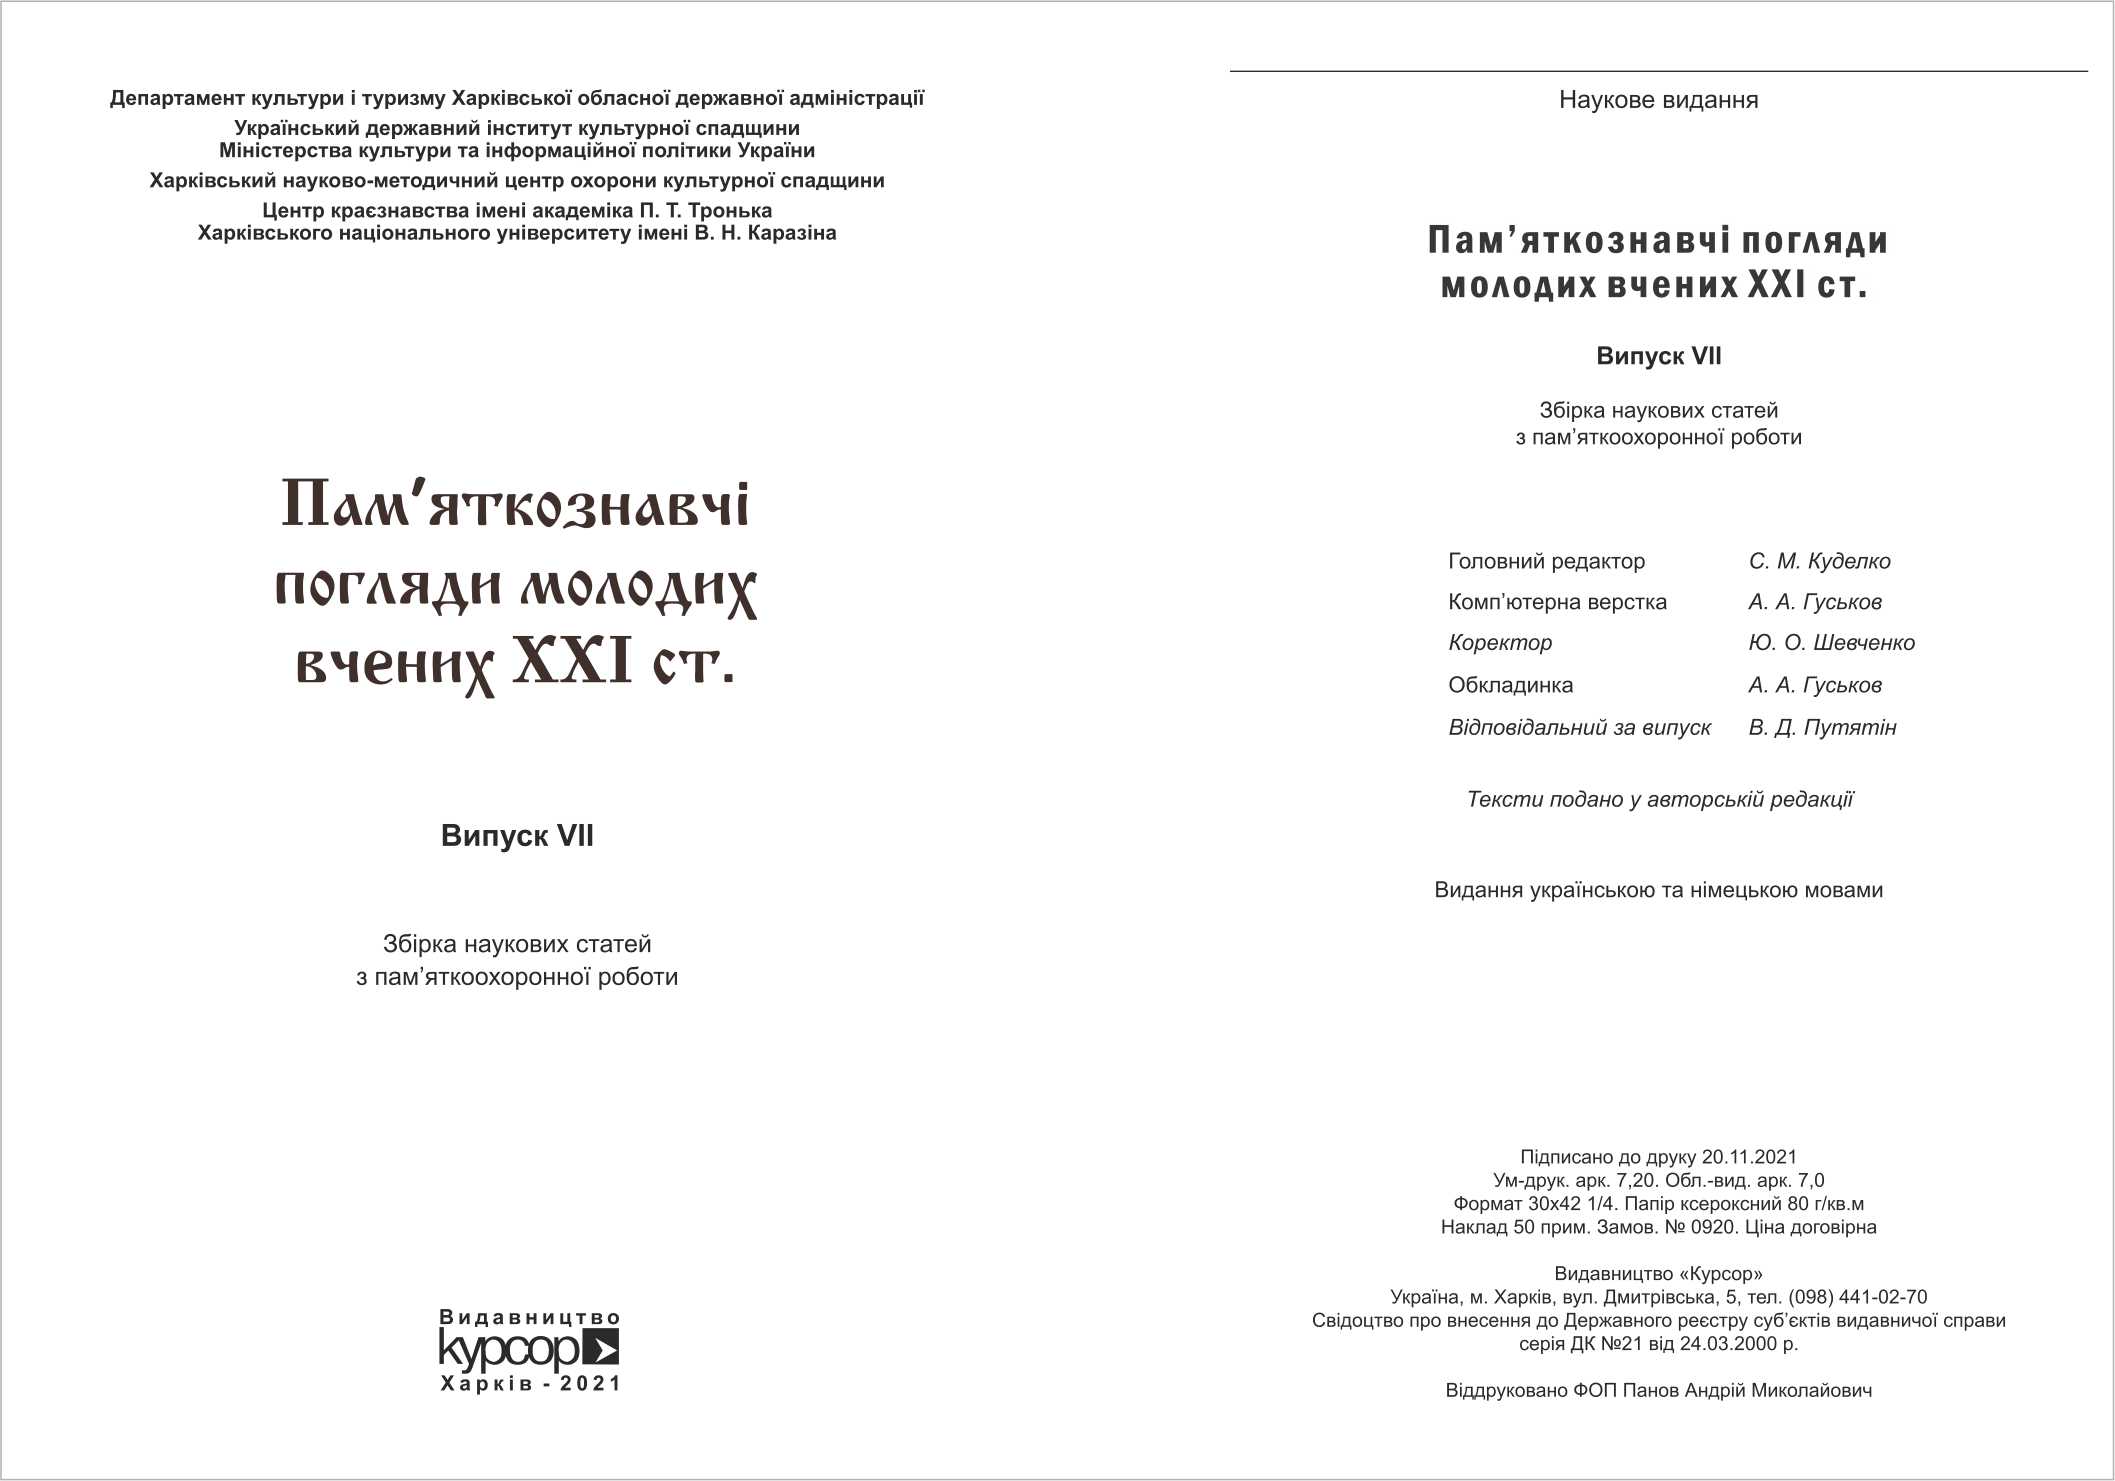 Департамент культури і туризму Харківської обласної державної адміністрації
Український державний інститут культурної спадщини
Міністерства культури та інформаційної політики України
Харківський науково-методичний центр охорони культурної спадщини
Центр краєзнавства імені академіка П. Т. Тронька
Харківського національного університету імені В. Н. Каразіна
Пам’яткознавчі
погляди молодих
вчених XXI ст.
Випуск VII
Збірка наукових статей
з пам’яткоохоронної роботи
Видавництво
курсор
Харків - 2021
Наукове видання
Пам’яткознавчі погляди
молодих вчених XXI ст.
Випуск VII
Збірка наукових статей
з пам’яткоохоронної роботи
Головний редактор С. М. Куделко
Комп’ютерна верстка А. А. Гуськов
Коректор Ю. О. Шевченко
Обкладинка А. А. Гуськов
Відповідальний за випуск В. Д. Путятін
Тексти подано у авторській редакції
Видання українською та німецькою мовами
Підписано до друку 20.11.2021
Ум-друк. арк. 7,20. Обл.-вид. арк. 7,0
Формат 30х42 1/4. Папір ксероксний 80 г/кв.м
Наклад 50 прим. Замов. № 0920. Ціна договірна
Видавництво «Курсор»
Україна, м. Харків, вул. Дмитрівська, 5, тел. (098) 441-02-70
Свідоцтво про внесення до Державного реєстру суб’єктів видавничої справи
серія ДК №21 від 24.03.2000 р.
Віддруковано ФОП Панов Андрій Миколайович